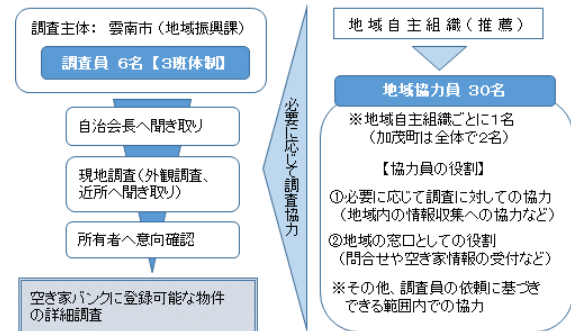 調査主体: 雲南市(地域振興課)
調査員 6名【3班体制】
自治会長へ聞き取り
現地調査(外観調査、
近所へ聞き取り)
所有者へ意向確認
空き家バンクに登録可能な物件
の詳細調査
必要に応じて調査協力
地域自主組織(推薦)
地域協力員 30名
※地域自主組織ごとに1名
(加茂町は全体で2名)
【協力員の役割】
①必要に応じて調査に対しての協力
(地域内の情報収集への協力など)
②地域の窓口としての役割
(問合せや空き家情報の受付など)
※その他、調査員の依頼に基づき
できる範囲内での協力